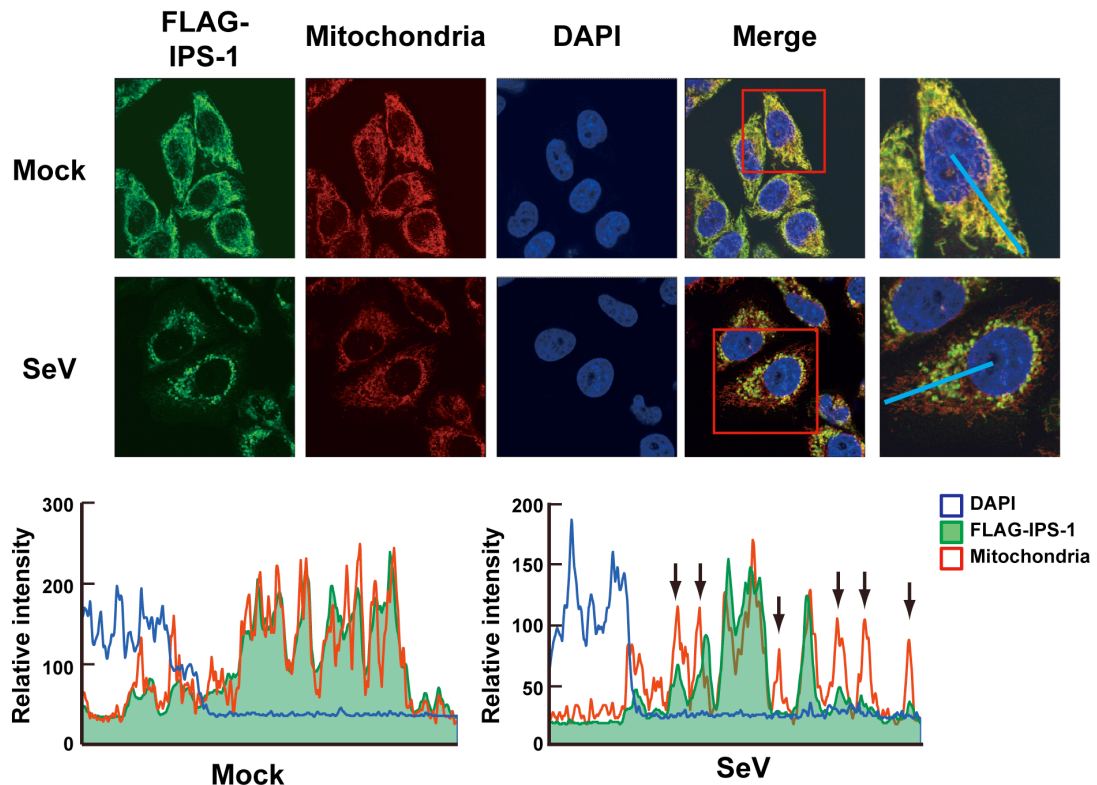 FLAG-
IPS-1
Mitochondria
DAPI
Merge
Mock
SeV
300
200
100
0
Relative intensity
Mock
200
150
100
50
0
Relative intensity
SeV
DAPI
FLAG-IPS-1
Mitochondria